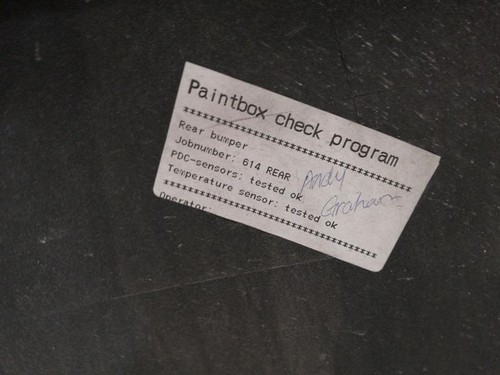 Paintbox check program
****************************************
Rear bumper
Jobnumber: 614 REAR
PDC-sensors: tested ok
Temperature sensor: tested ok
****************************************
Operator:
Andy
Graham